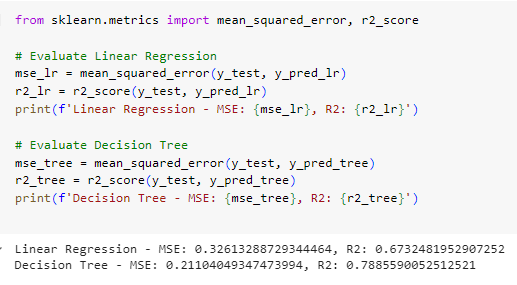 from sklearn.metrics import mean_squared_error, r2_score
# Evaluate Linear Regression
mse_lr = mean_squared_error(y_test, y_pred_lr)
r2_lr = r2_score(y_test, y_pred_lr)
print(f'Linear Regression - MSE: {mse_lr}, R2: {r2_lr}')
# Evaluate Decision Tree
mse_tree = mean_squared_error(y_test, y_pred_tree)
r2_tree = r2_score(y_test, y_pred_tree)
print(f'Decision Tree - MSE: {mse_tree}, R2: {r2_tree}')
Linear Regression - MSE: 0.32613288729344464, R2: 0.6732481952907252
Decision Tree - MSE: 0.21104049347473994, R2: 0.7885590052512521